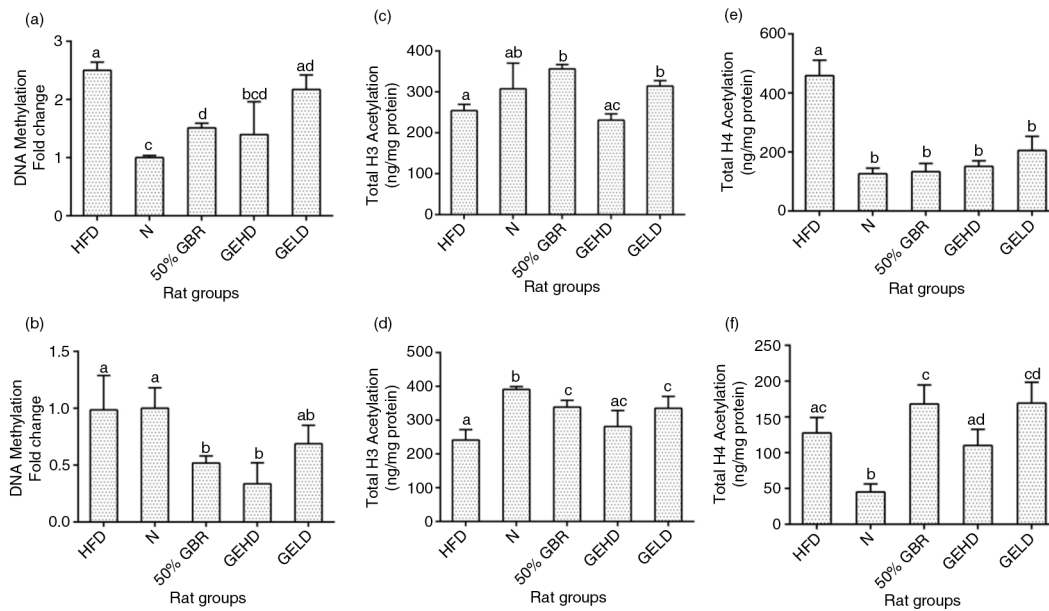 (a)
DNA Methylation
Fold change
3
2
1
0
a
c
d
bcd
ad
HFD
N
50% GBR
GEHD
GELD
Rat groups
(c)
Total H3 Acetylation
(ng/mg protein)
400
300
200
100
0
a
ab
b
ac
b
HFD
N
50% GBR
GEHD
GELD
Rat groups
(e)
Total H4 Acetylation
(ng/mg protein)
600
400
200
0
a
b
b
b
b
HFD
N
50% GBR
GEHD
GELD
Rat groups
(b)
DNA Methylation
Fold change
1.5
1.0
0.5
0.0
a
a
b
b
ab
HFD
N
50% GBR
GEHD
GELD
Rat groups
(d)
Total H3 Acetylation
(ng/mg protein)
500
400
300
200
100
0
a
b
c
ac
c
HFD
N
50% GBR
GEHD
GELD
Rat groups
(f)
Total H4 Acetylation
(ng/mg protein)
250
200
150
100
50
0
ac
b
c
ad
cd
HFD
N
50% GBR
GEHD
GELD
Rat groups